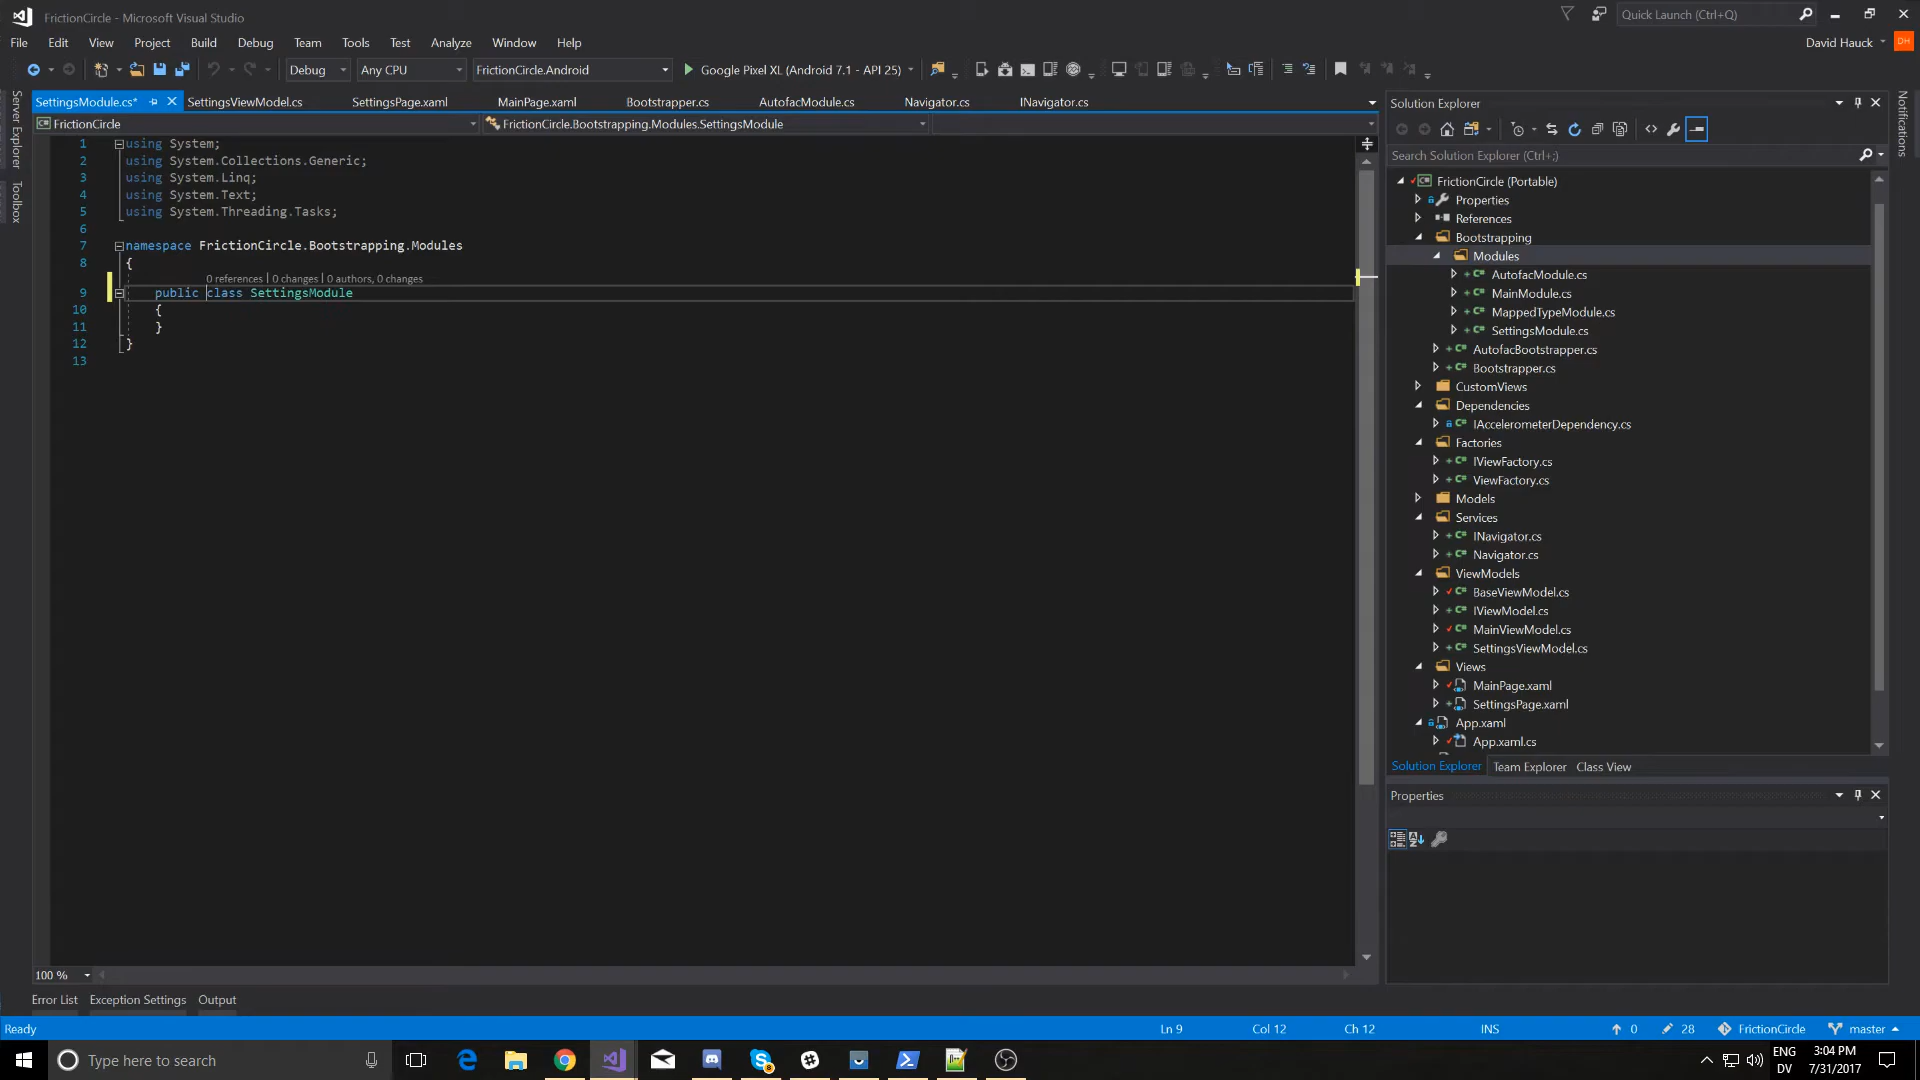 FrictionCircle - Microsoft Visual Studio
Quick Launch (Ctrl+Q)
File Edit View Project Build Debug Team Tools Test Analyze Window Help
David Hauck DH
Debug Any CPU FrictionCircle.Android Google Pixel XL (Android 7.1 - API 25)
SettingsModule.cs* SettingsViewModel.cs SettingsPage.xaml MainPage.xaml Bootstrapper.cs AutofacModule.cs Navigator.cs INavigator.cs
FrictionCircle FrictionCircle.Bootstrapping.Modules.SettingsModule
Server Explorer
Toolbox
1 using System;
2 using System.Collections.Generic;
3 using System.Linq;
4 using System.Text;
5 using System.Threading.Tasks;
6
7 namespace FrictionCircle.Bootstrapping.Modules
8 {
0 references | 0 changes | 0 authors, 0 changes
9 public class SettingsModule
10 {
11 }
12 }
13
100 %
Error List Exception Settings Output
Solution Explorer
Search Solution Explorer (Ctrl+;)
FrictionCircle (Portable)
Properties
References
Bootstrapping
Modules
AutofacModule.cs
MainModule.cs
MappedTypeModule.cs
SettingsModule.cs
AutofacBootstrapper.cs
Bootstrapper.cs
CustomViews
Dependencies
IAccelerometerDependency.cs
Factories
IViewFactory.cs
ViewFactory.cs
Models
Services
INavigator.cs
Navigator.cs
ViewModels
BaseViewModel.cs
IViewModel.cs
MainViewModel.cs
SettingsViewModel.cs
Views
MainPage.xaml
SettingsPage.xaml
App.xaml
App.xaml.cs
Solution Explorer Team Explorer Class View
Properties
Notifications
Ready Ln 9 Col 12 Ch 12 INS 0 28 FrictionCircle master
Type here to search
ENG 3:04 PM
DV 7/31/2017